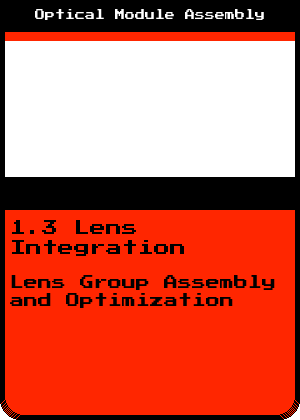 Optical Module Assembly
1.3 Lens
Integration
Lens Group Assembly
and Optimization